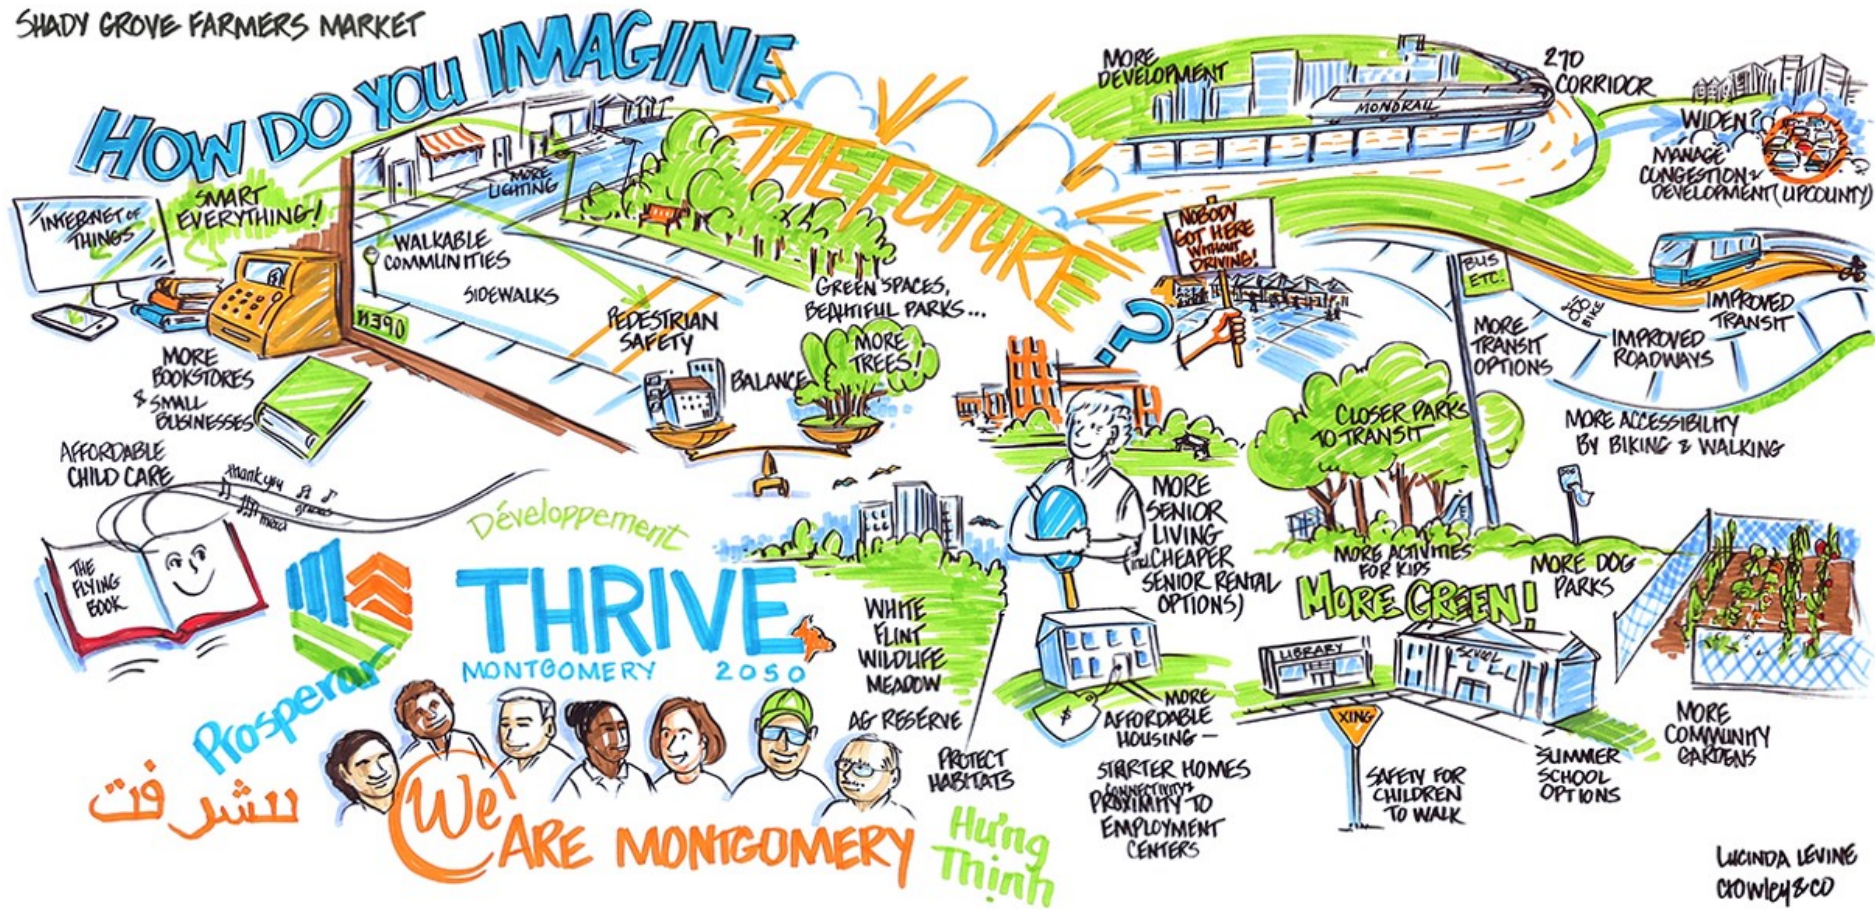 SHADY GROVE FARMERS MARKET
HOW DO YOU IMAGINE
THE FUTURE
INTERNET OF
THINGS
SMART
EVERYTHING!
MORE
LIGHTING
WALKABLE
COMMUNITIES
SIDEWALKS
OPEN
PEDESTRIAN
SAFETY
GREEN SPACES,
BEAUTIFUL PARKS...
MORE
BOOKSTORES
& SMALL
BUSINESSES
BALANCE
MORE
TREES!
MORE
DEVELOPMENT
MONORAIL
270
CORRIDOR
WIDEN?
MANAGE
CONGESTION &
DEVELOPMENT (UPCOUNTY)
NOBODY
GOT HERE
WITHOUT
DRIVING!
?
BUS
ETC.
MORE
TRANSIT
OPTIONS
BIKE
IMPROVED
ROADWAYS
IMPROVED
TRANSIT
MORE ACCESSIBILITY
BY BIKING & WALKING
CLOSER PARKS
TO TRANSIT
AFFORDABLE
CHILD CARE
thank you
gracias
merci
THE
FLYING
BOOK
Développement
THRIVE
MONTGOMERY 2050
Prosperar
WHITE
FLINT
WILDLIFE
MEADOW
AG RESERVE
PROTECT
HABITATS
MORE
SENIOR
LIVING
(CHEAPER
SENIOR RENTAL
OPTIONS)
MORE ACTIVITIES
FOR KIDS
DOG
MORE DOG
PARKS
MORE GREEN!
LIBRARY
SCHOOL
XING
SAFETY FOR
CHILDREN
TO WALK
SUMMER
SCHOOL
OPTIONS
MORE
COMMUNITY
GARDENS
$
MORE
AFFORDABLE
HOUSING —
STARTER HOMES
CONNECTIVITY &
PROXIMITY TO
EMPLOYMENT
CENTERS
We
ARE MONTGOMERY
Hưng
Thịnh
LUCINDA LEVINE
Crowley & CO